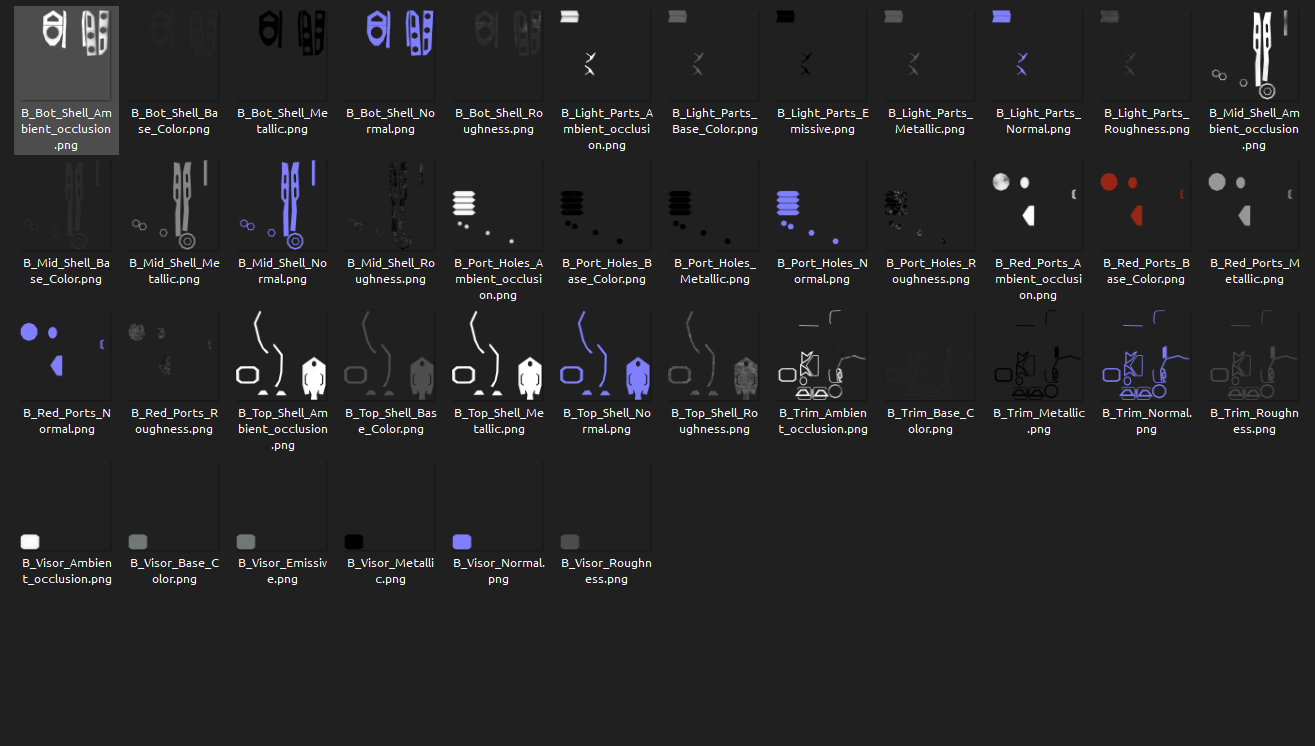 B_Bot_Shell_Am
bient_occlusion
.png
B_Bot_Shell_Ba
se_Color.png
B_Bot_Shell_Me
tallic.png
B_Bot_Shell_No
rmal.png
B_Bot_Shell_Ro
ughness.png
B_Light_Parts_A
mbient_occlusi
on.png
B_Light_Parts_
Base_Color.png
B_Light_Parts_E
missive.png
B_Light_Parts_
Metallic.png
B_Light_Parts_
Normal.png
B_Light_Parts_
Roughness.png
B_Mid_Shell_Am
bient_occlusion
.png
B_Mid_Shell_Ba
se_Color.png
B_Mid_Shell_Me
tallic.png
B_Mid_Shell_No
rmal.png
B_Mid_Shell_Ro
ughness.png
B_Port_Holes_A
mbient_occlusi
on.png
B_Port_Holes_B
ase_Color.png
B_Port_Holes_
Metallic.png
B_Port_Holes_N
ormal.png
B_Port_Holes_R
oughness.png
B_Red_Ports_A
mbient_occlusi
on.png
B_Red_Ports_B
ase_Color.png
B_Red_Ports_M
etallic.png
B_Red_Ports_N
ormal.png
B_Red_Ports_R
oughness.png
B_Top_Shell_Am
bient_occlusion
.png
B_Top_Shell_Bas
e_Color.png
B_Top_Shell_Me
tallic.png
B_Top_Shell_No
rmal.png
B_Top_Shell_Ro
ughness.png
B_Trim_Ambien
t_occlusion.png
B_Trim_Base_C
olor.png
B_Trim_Metallic
.png
B_Trim_Normal.
png
B_Trim_Roughn
ess.png
B_Visor_Ambien
t_occlusion.png
B_Visor_Base_C
olor.png
B_Visor_Emissiv
e.png
B_Visor_Metalli
c.png
B_Visor_Normal.
png
B_Visor_Roughn
ess.png